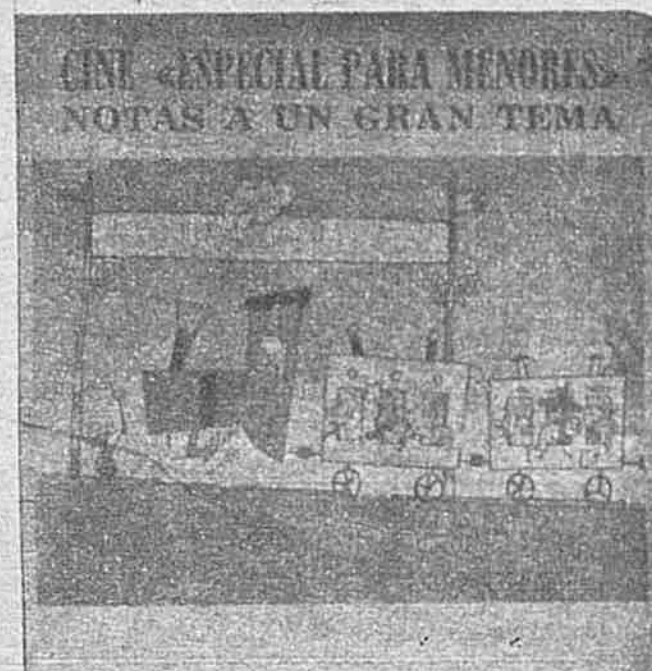 CINE «ESPECIAL PARA MENORES»
NOTAS A UN GRAN TEMA